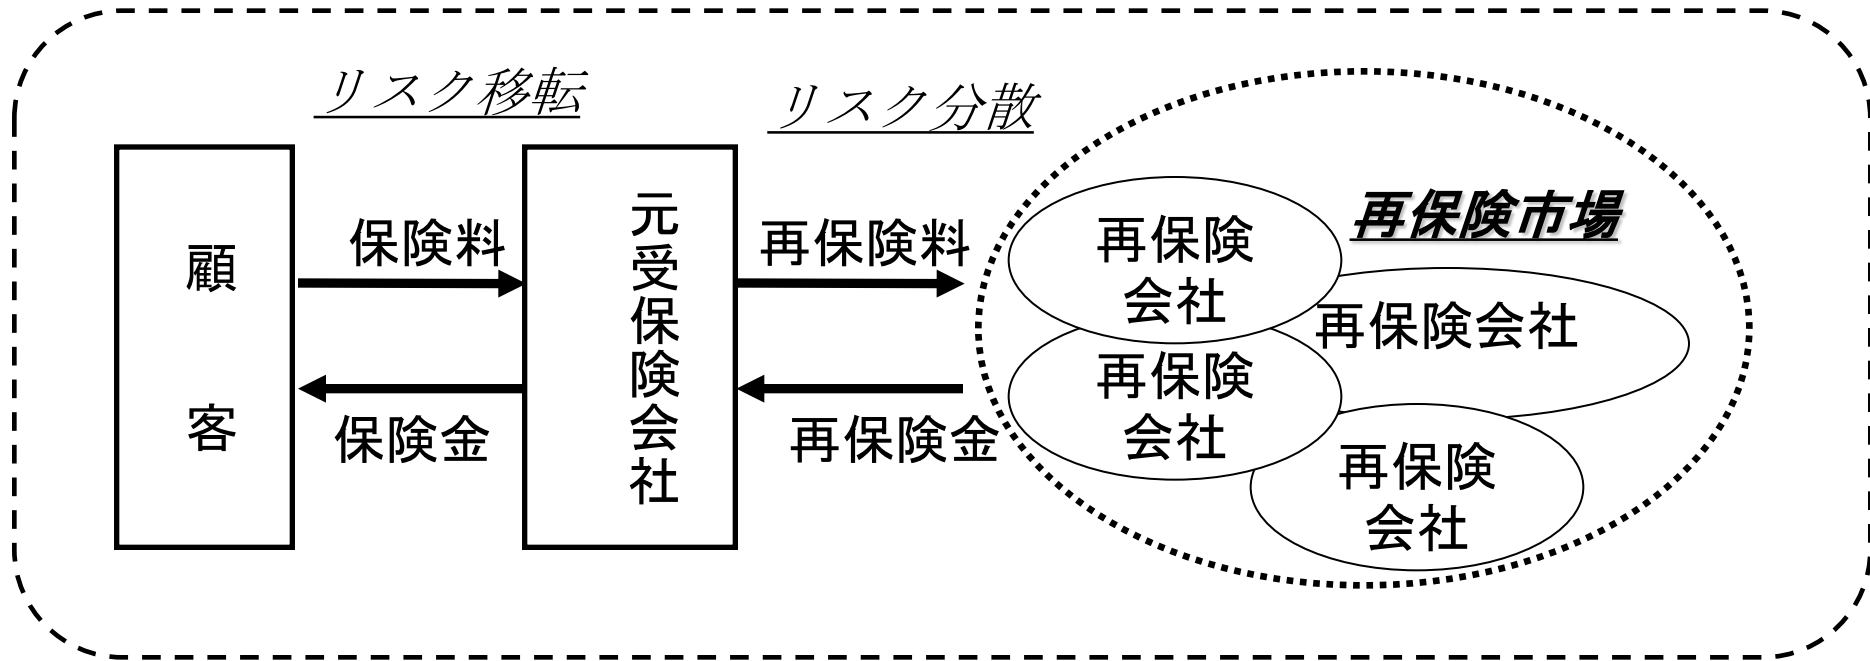 リスク移転
リスク分散
顧
客
保険料
保険金
元受保険会社
再保険料
再保険金
再保険市場
再保険
会社
再保険会社
再保険
会社
再保険
会社